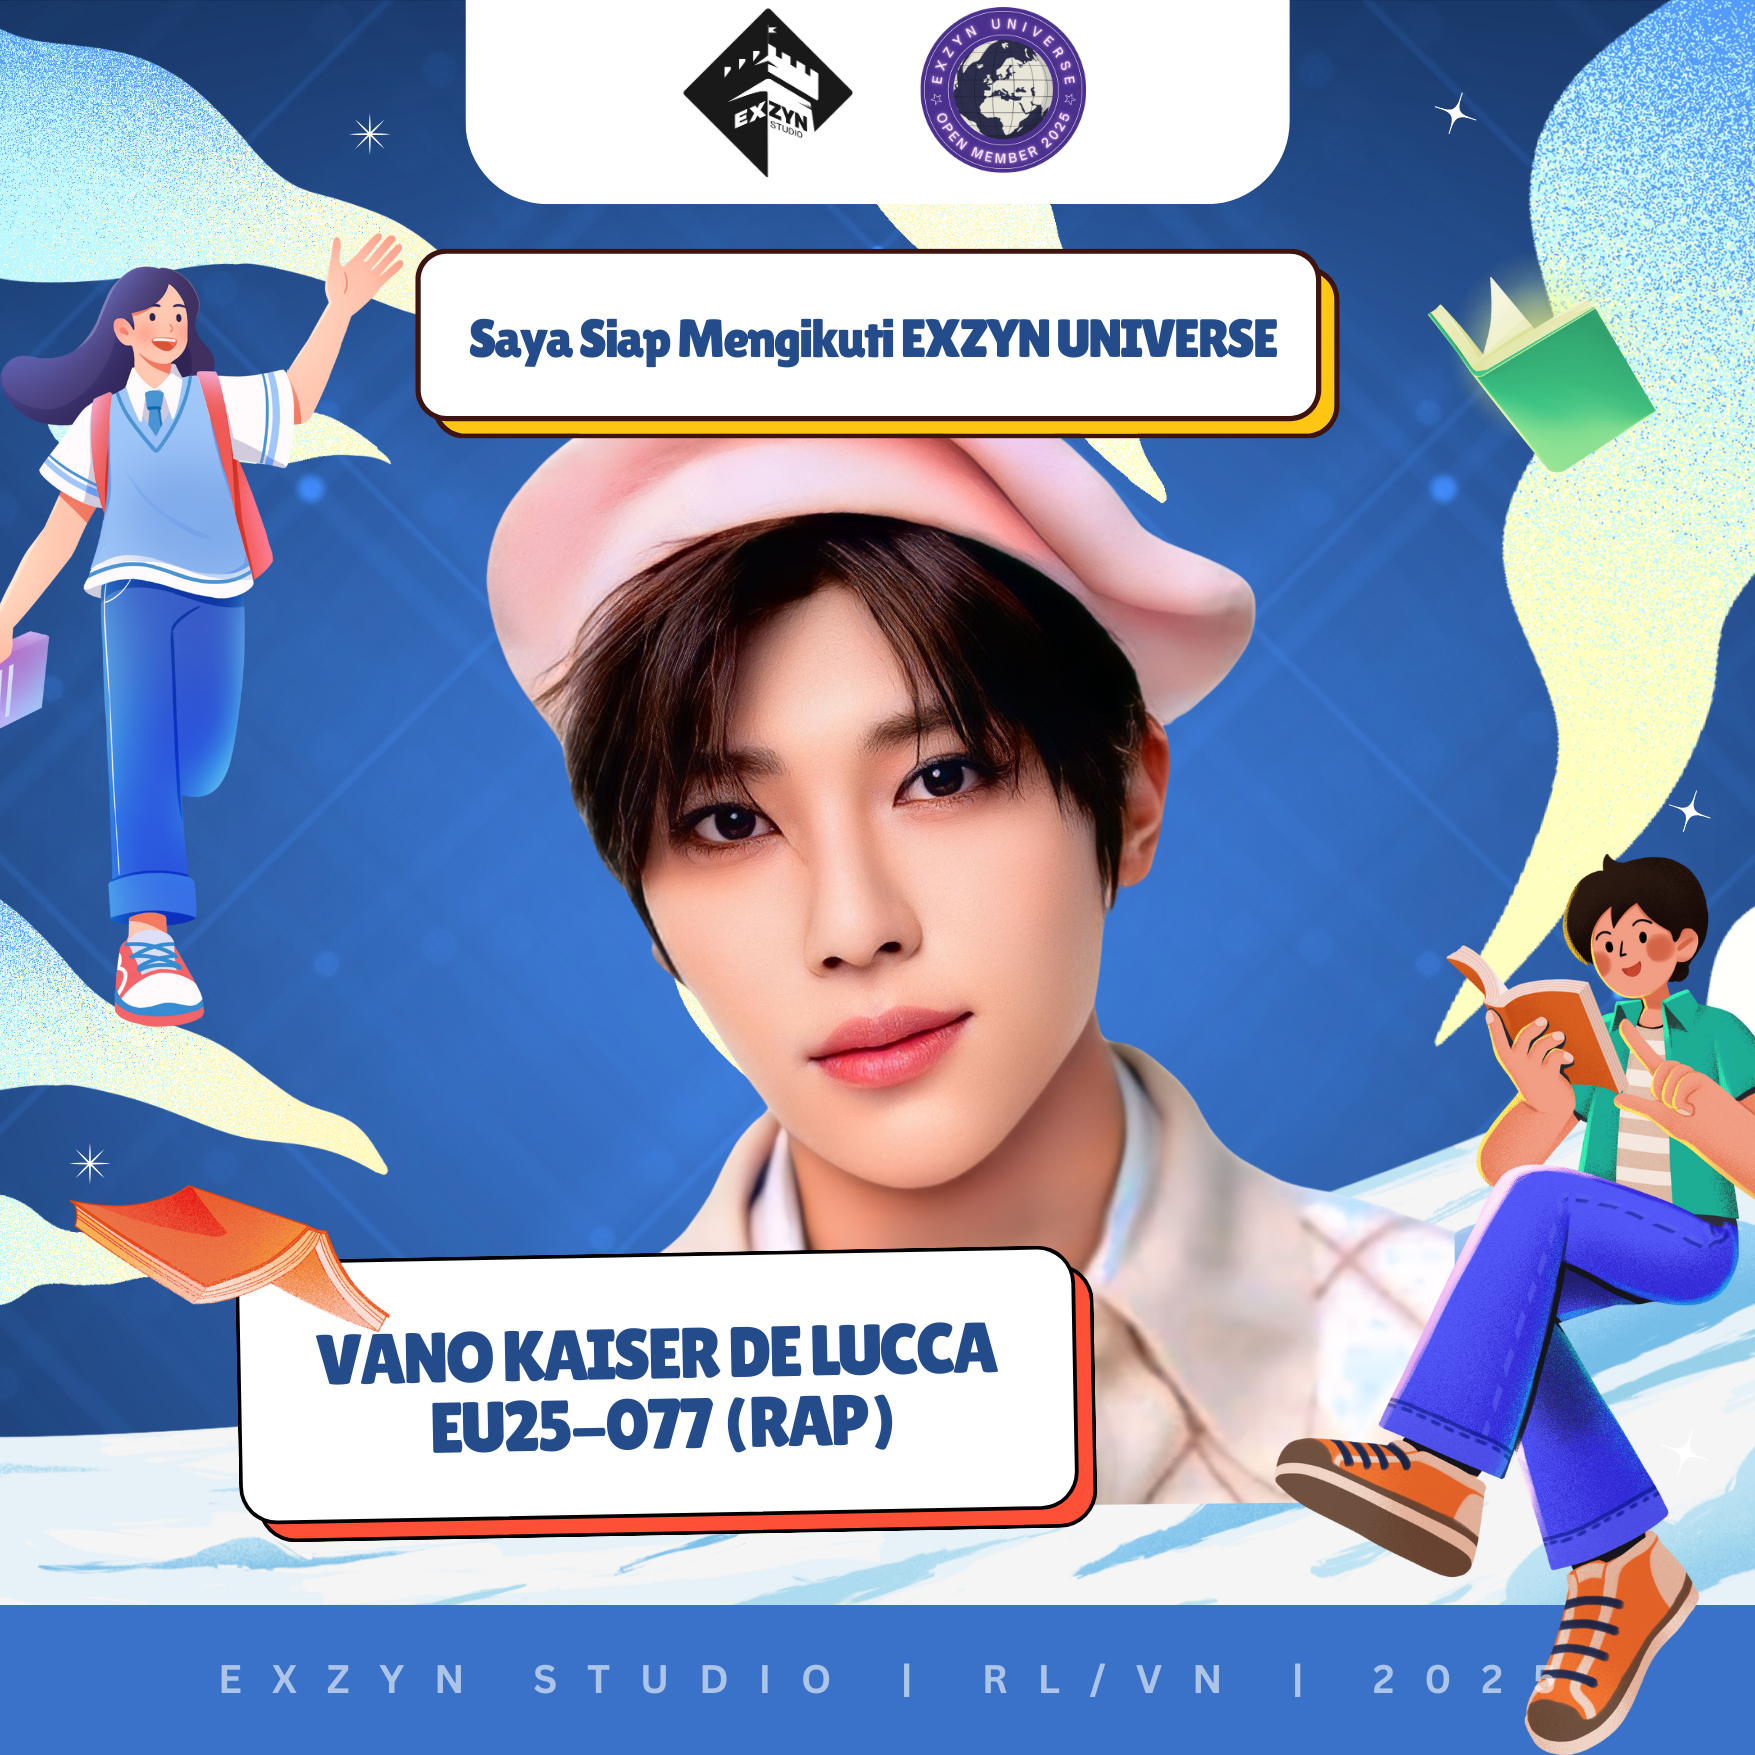 EXZYN
STUDIO
EXZYN UNIVERSE
OPEN MEMBER 2025
Saya Siap Mengikuti EXZYN UNIVERSE
VANO KAISER DE LUCCA
EU25-077 (RAP)
EXZYN STUDIO | RL/VN | 2025